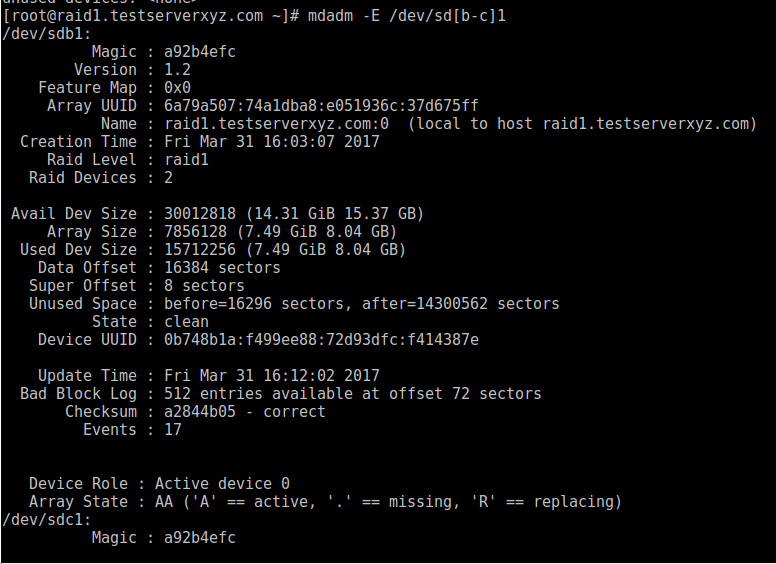 unused devices: <none>
[root@raid1.testserverxyz.com ~]# mdadm -E /dev/sd[b-c]1
/dev/sdb1:
Magic : a92b4efc
Version : 1.2
Feature Map : 0x0
Array UUID : 6a79a507:74a1dba8:e051936c:37d675ff
Name : raid1.testserverxyz.com:0  (local to host raid1.testserverxyz.com)
Creation Time : Fri Mar 31 16:03:07 2017
Raid Level : raid1
Raid Devices : 2
Avail Dev Size : 30012818 (14.31 GiB 15.37 GB)
Array Size : 7856128 (7.49 GiB 8.04 GB)
Used Dev Size : 15712256 (7.49 GiB 8.04 GB)
Data Offset : 16384 sectors
Super Offset : 8 sectors
Unused Space : before=16296 sectors, after=14300562 sectors
State : clean
Device UUID : 0b748b1a:f499ee88:72d93dfc:f414387e
Update Time : Fri Mar 31 16:12:02 2017
Bad Block Log : 512 entries available at offset 72 sectors
Checksum : a2844b05 - correct
Events : 17
Device Role : Active device 0
Array State : AA ('A' == active, '.' == missing, 'R' == replacing)
/dev/sdc1:
Magic : a92b4efc